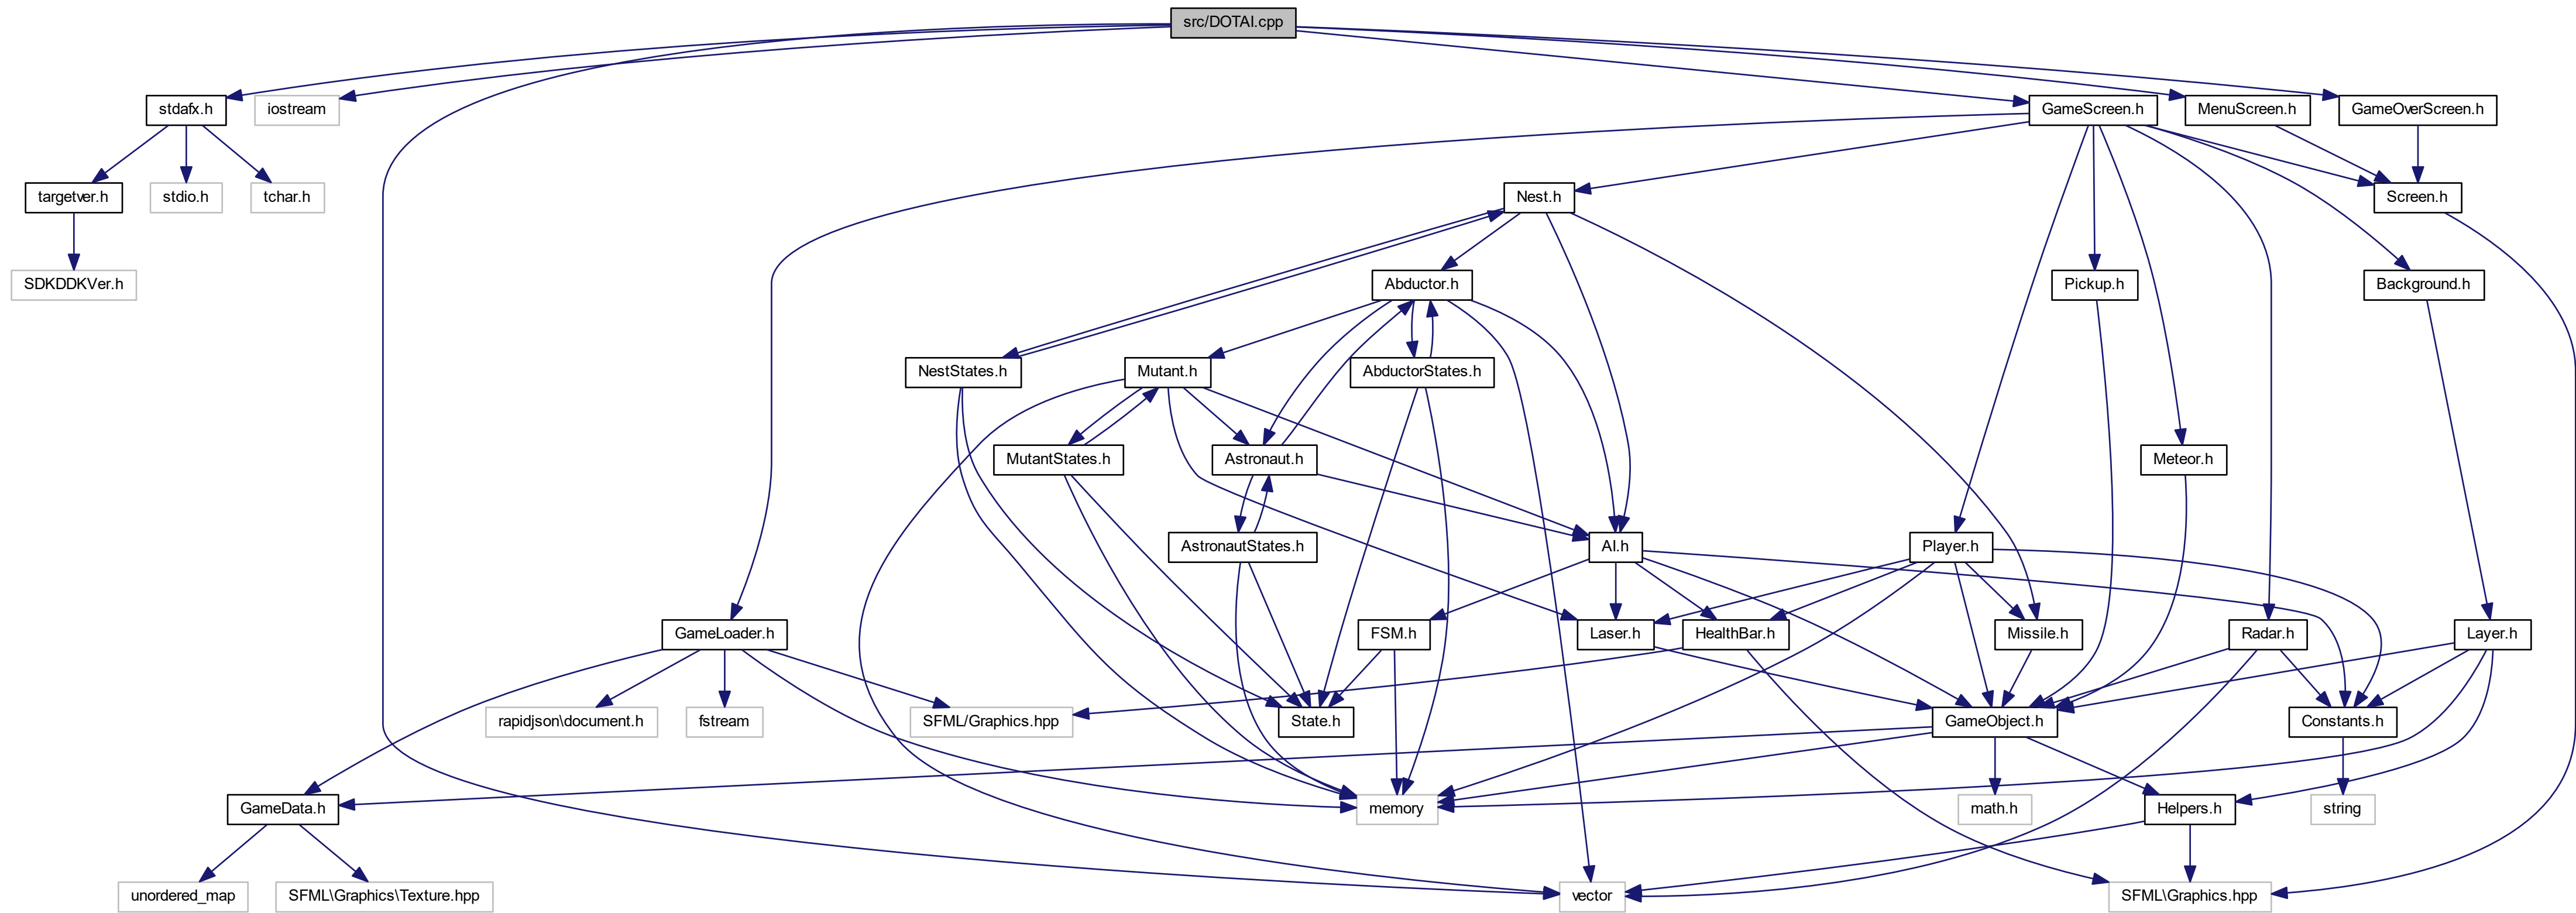 src/DOTAI.cpp
stdafx.h
iostream
GameScreen.h
MenuScreen.h
GameOverScreen.h
targetver.h
stdio.h
tchar.h
Nest.h
Screen.h
SDKDDKVer.h
Abductor.h
Pickup.h
Background.h
NestStates.h
Mutant.h
AbductorStates.h
MutantStates.h
Astronaut.h
Meteor.h
AstronautStates.h
AI.h
Player.h
GameLoader.h
FSM.h
Laser.h
HealthBar.h
Missile.h
Radar.h
Layer.h
rapidjson\document.h
fstream
SFML/Graphics.hpp
State.h
GameObject.h
Constants.h
GameData.h
memory
math.h
Helpers.h
string
unordered_map
SFML\Graphics\Texture.hpp
vector
SFML\Graphics.hpp